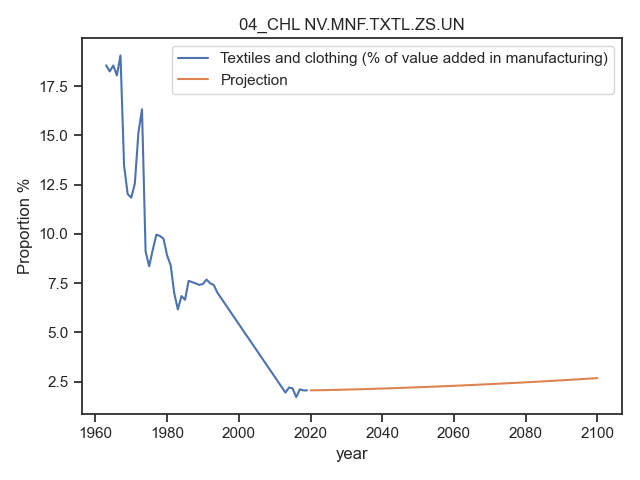 04_CHL NV.MNF.TXTL.ZS.UN
Textiles and clothing (% of value added in manufacturing)
Projection
Proportion %
17.5
15.0
12.5
10.0
7.5
5.0
2.5
1960 1980 2000 2020 2040 2060 2080 2100
year